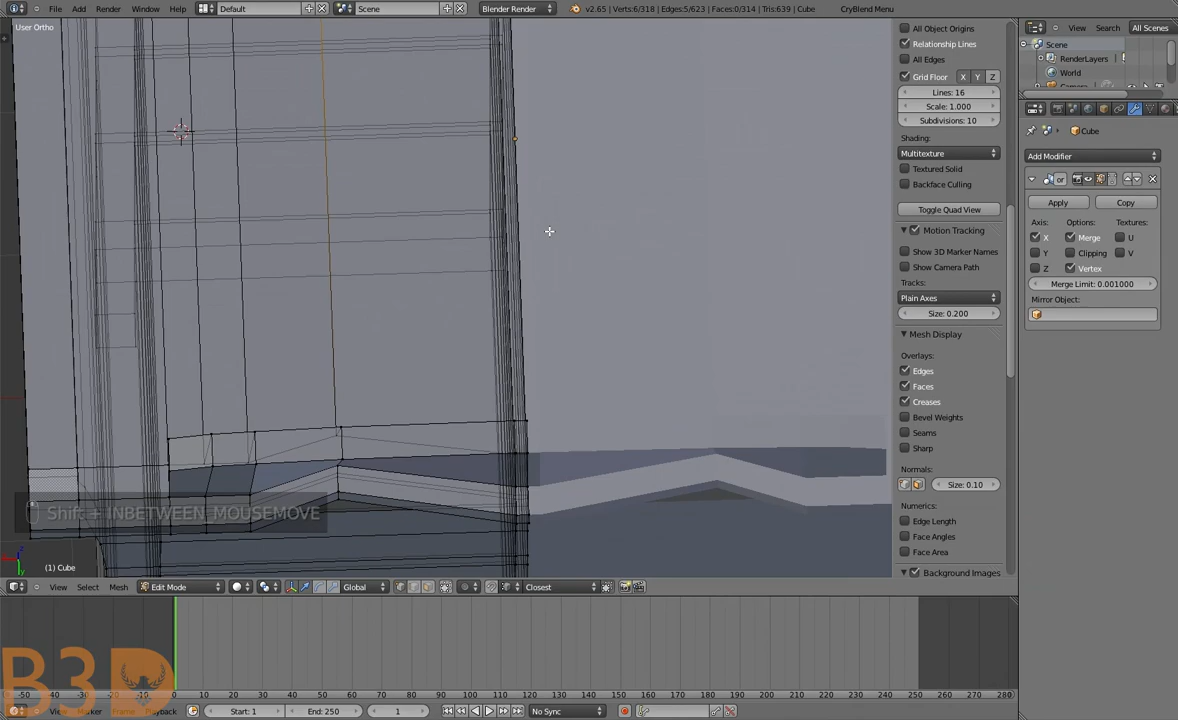 File Add Render Window Help Default Scene Blender Render v2.65 | Verts:6/318 | Edges:5/623 | Faces:0/314 | Tris:639 | Cube CryBlend Menu
User Ortho
All Object Origins
Relationship Lines
All Edges
Grid Floor X Y Z
Lines: 16
Scale: 1.000
Subdivisions: 10
Shading:
Multitexture
Textured Solid
Backface Culling
Toggle Quad View
Motion Tracking
Show 3D Marker Names
Show Camera Path
Tracks:
Plain Axes
Size: 0.200
Mesh Display
Overlays:
Edges
Faces
Creases
Bevel Weights
Seams
Sharp
Normals:
Size: 0.10
Numerics:
Edge Length
Edge Angles
Face Area
Background Images
View Search All Scenes
Scene
RenderLayers
World
Cube
Add Modifier
or
Apply Copy
Axis: Options: Textures:
X Merge U
Y Clipping V
Z Vertex
Merge Limit: 0.001000
Mirror Object:
Shift + INBETWEEN_MOUSEMOVE
(1) Cube
View Select Mesh Edit Mode Global Closest
B3D
-50 -40 -30 -20 -10 0 10 20 30 40 50 60 70 80 90 100 110 120 130 140 150 160 170 180 190 200 210 220 230 240 250 260 270 280
View Marker Frame Playback Start: 1 End: 250 1 No Sync